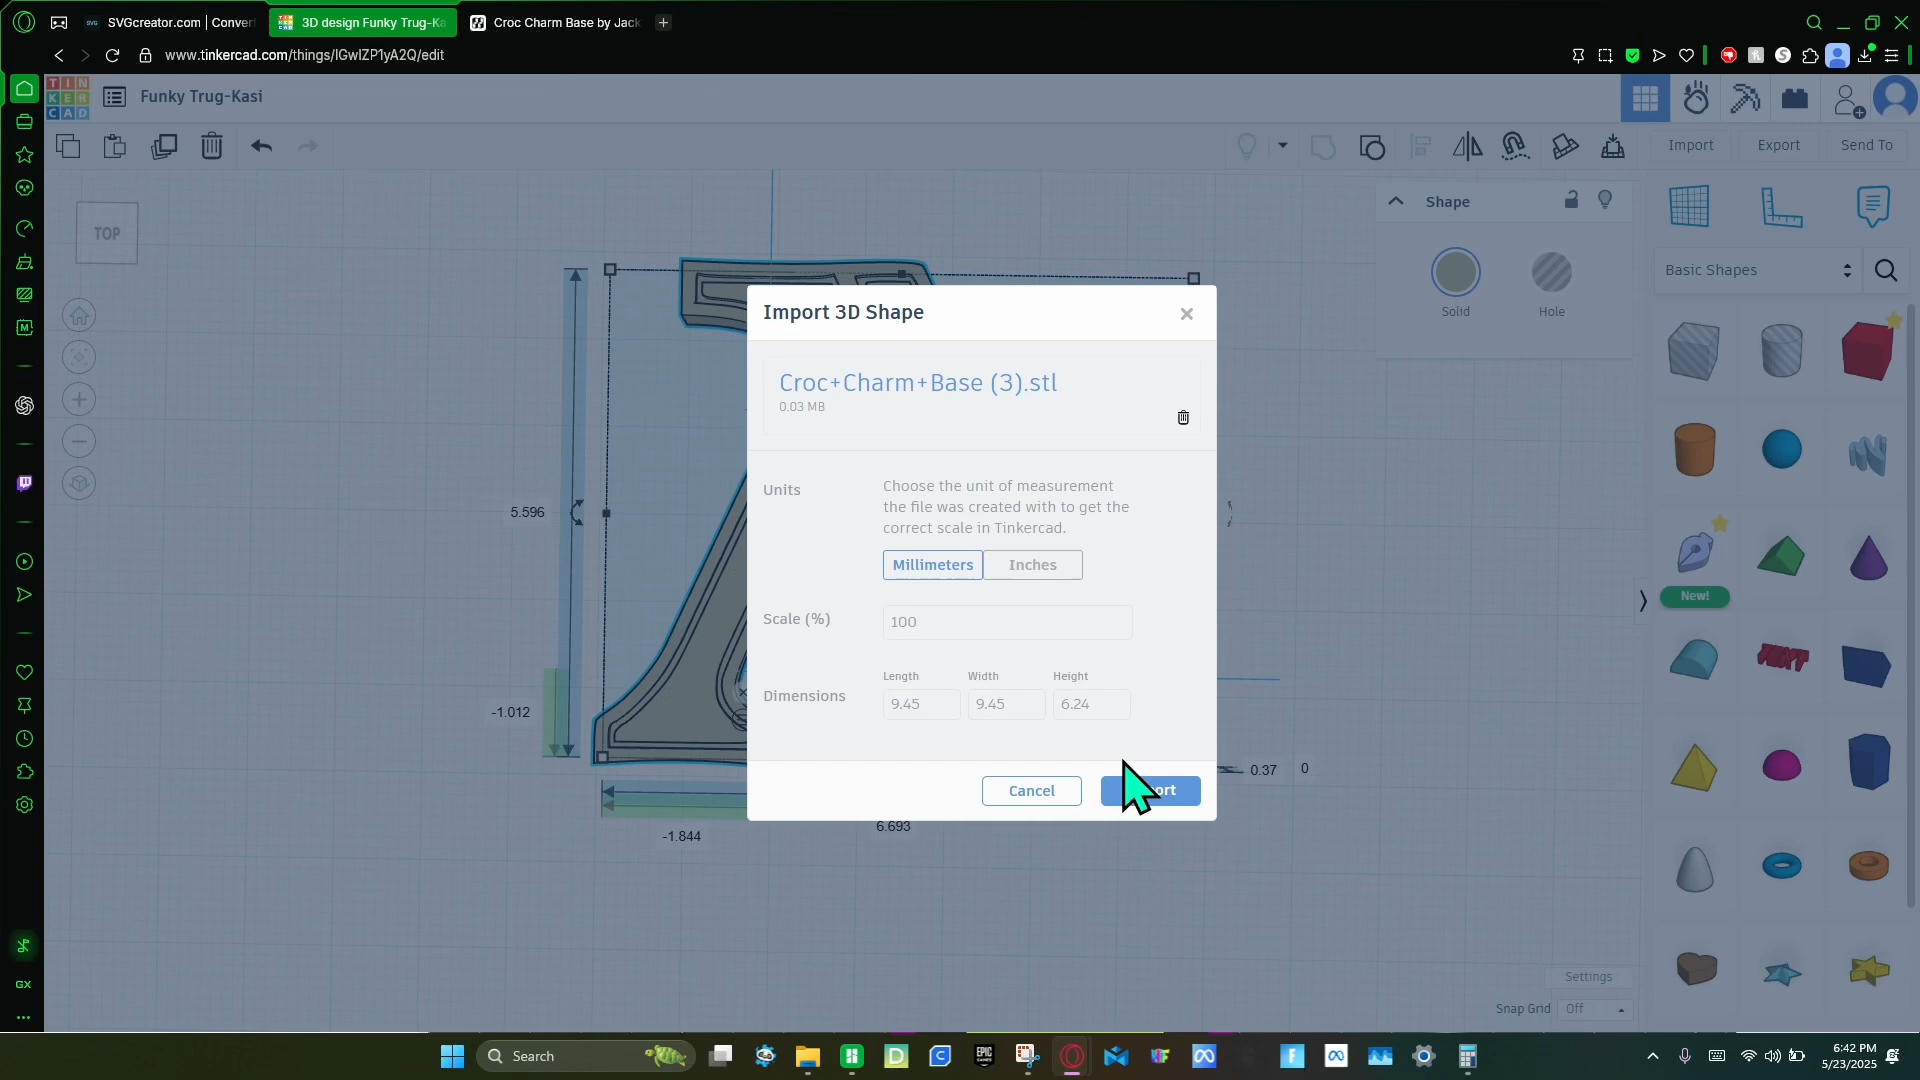 SVGcreator.com | Conver
3D design Funky Trug-Ka
Croc Charm Base by Jack
www.tinkercad.com/things/lGwIZP1yA2Q/edit
TIN
KER
CAD
Funky Trug-Kasi
Import
Export
Send To
TOP
Shape
Solid
Hole
Basic Shapes
New!
Import 3D Shape
Croc+Charm+Base (3).stl
0.03 MB
Units
Choose the unit of measurement
the file was created with to get the
correct scale in Tinkercad.
Millimeters
Inches
Scale (%)
100
Dimensions
Length
Width
Height
9.45
9.45
6.24
Cancel
5.596
-1.012
-1.844
6.693
0.37
0
Settings
Snap Grid
Off
GX
Search
EPIC
GAMES
6:42 PM
5/23/2025